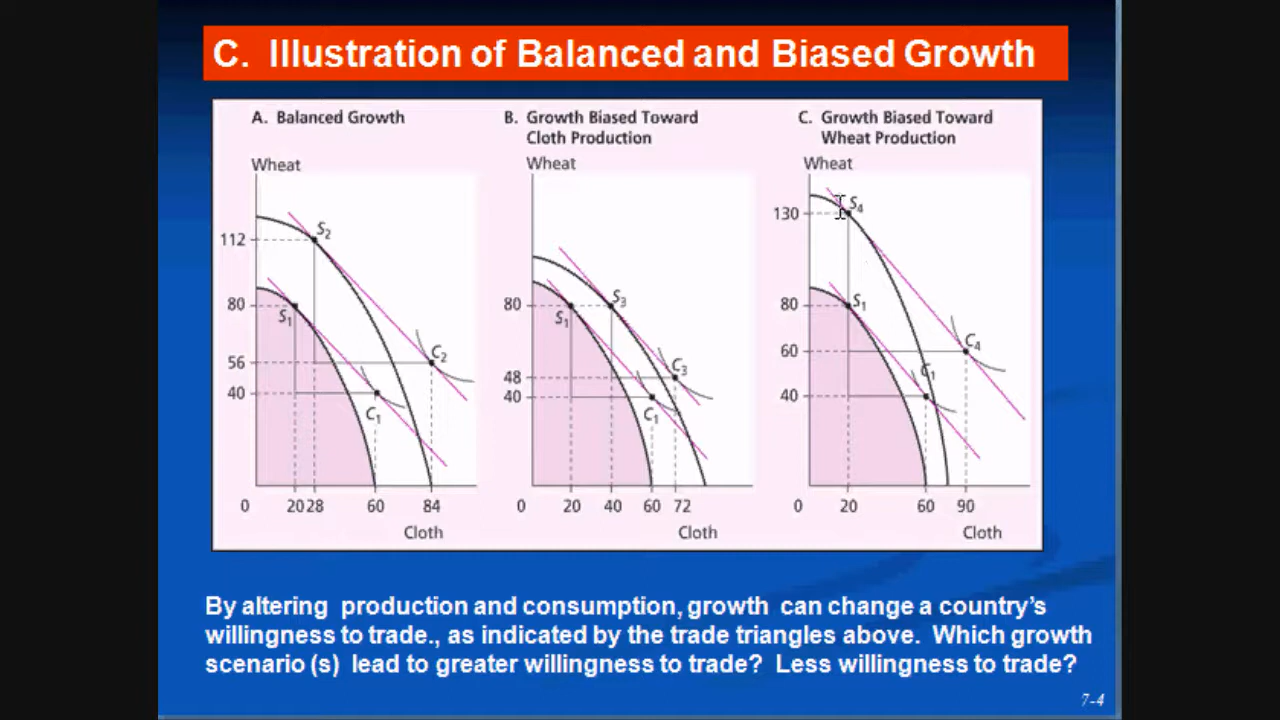 C. Illustration of Balanced and Biased Growth
A. Balanced Growth
Wheat
112
80
56
40
S2
S1
C2
C1
0 20 28 60 84
Cloth
B. Growth Biased Toward
Cloth Production
Wheat
80
48
40
S3
S1
C3
C1
0 20 40 60 72
Cloth
C. Growth Biased Toward
Wheat Production
Wheat
130
80
60
40
S4
S1
C4
C1
0 20 60 90
Cloth
By altering production and consumption, growth can change a country’s
willingness to trade., as indicated by the trade triangles above. Which growth
scenario (s) lead to greater willingness to trade? Less willingness to trade?
7-4